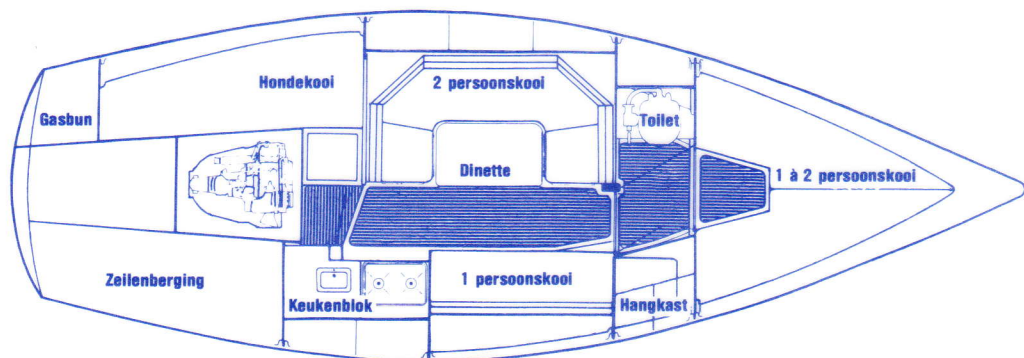 Hondekooi
2 persoonskooi
Gasbun
Toilet
Dinette
1 à 2 persoonskooi
Zeilenberging
1 persoonskooi
Keukenblok
Hangkast